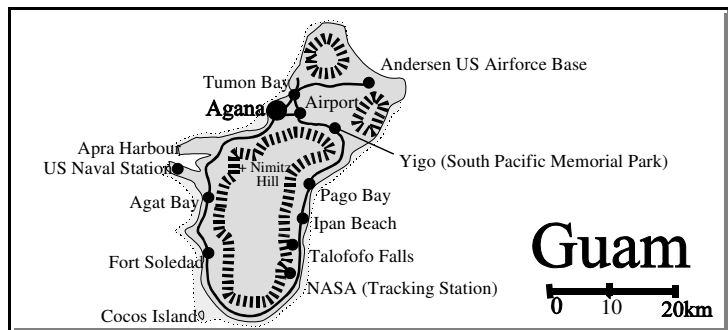 Andersen US Airforce Base
Tumon Bay
Agana
Airport
Apra Harbour
US Naval Station
+ Nimitz
Hill
Yigo (South Pacific Memorial Park)
Agat Bay
Pago Bay
Ipan Beach
Fort Soledad
Talofofo Falls
NASA (Tracking Station)
Cocos Island
Guam
0 10 20km